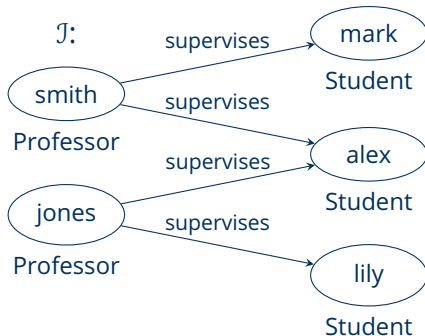 ℐ:
supervises
mark
Student
smith
Professor
supervises
supervises
alex
Student
jones
Professor
supervises
lily
Student